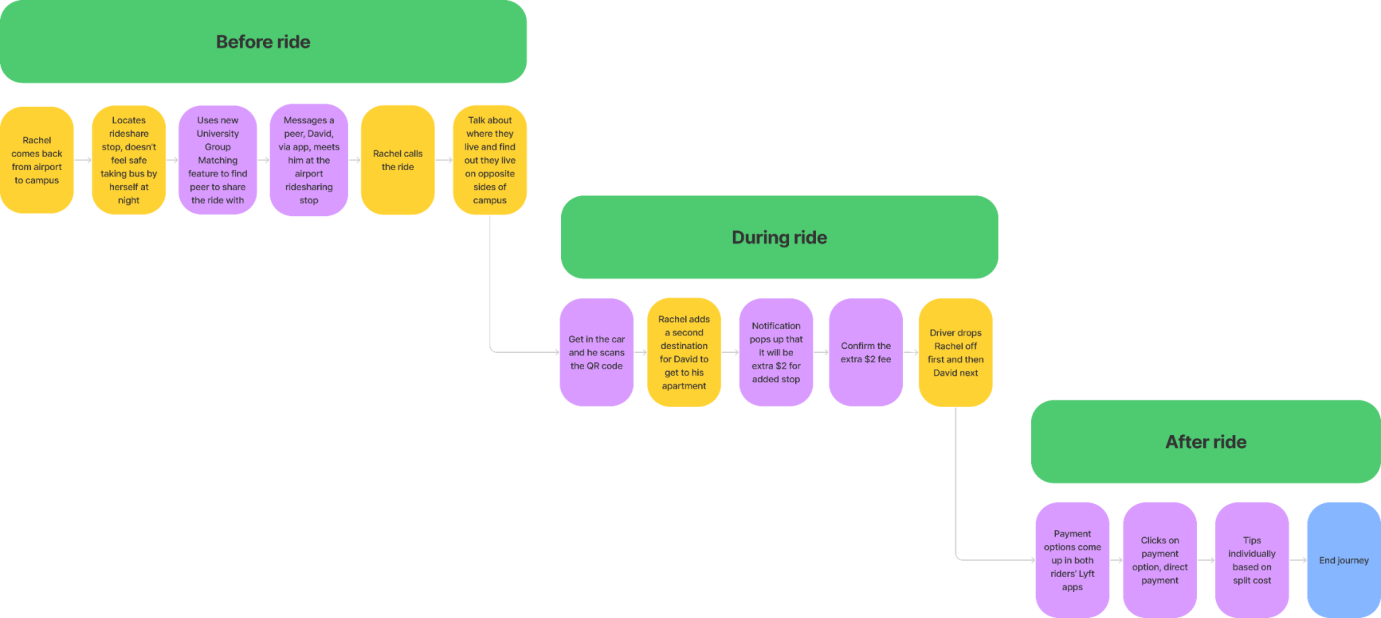 Before ride
Rachel
comes back
from airport
to campus
Locates
rideshare
stop, doesn't
feel safe
taking bus by
herself at
night
Uses new
University
Group
Matching
feature to find
peer to share
the ride with
Messages a
peer, David,
via app, meets
him at the
airport
ridesharing
stop
Rachel calls
the ride
Talk about
where they
live and find
out they live
on opposite
sides of
campus
During ride
Get in the car
and he scans
the QR code
Rachel adds
a second
destination
for David to
get to his
apartment
Notification
pops up that
it will be
extra $2 for
added stop
Confirm the
extra $2 fee
Driver drops
Rachel off
first and then
David next
After ride
Payment
options come
up in both
riders' Lyft
apps
Clicks on
payment
option, direct
payment
Tips
individually
based on
split cost
End journey